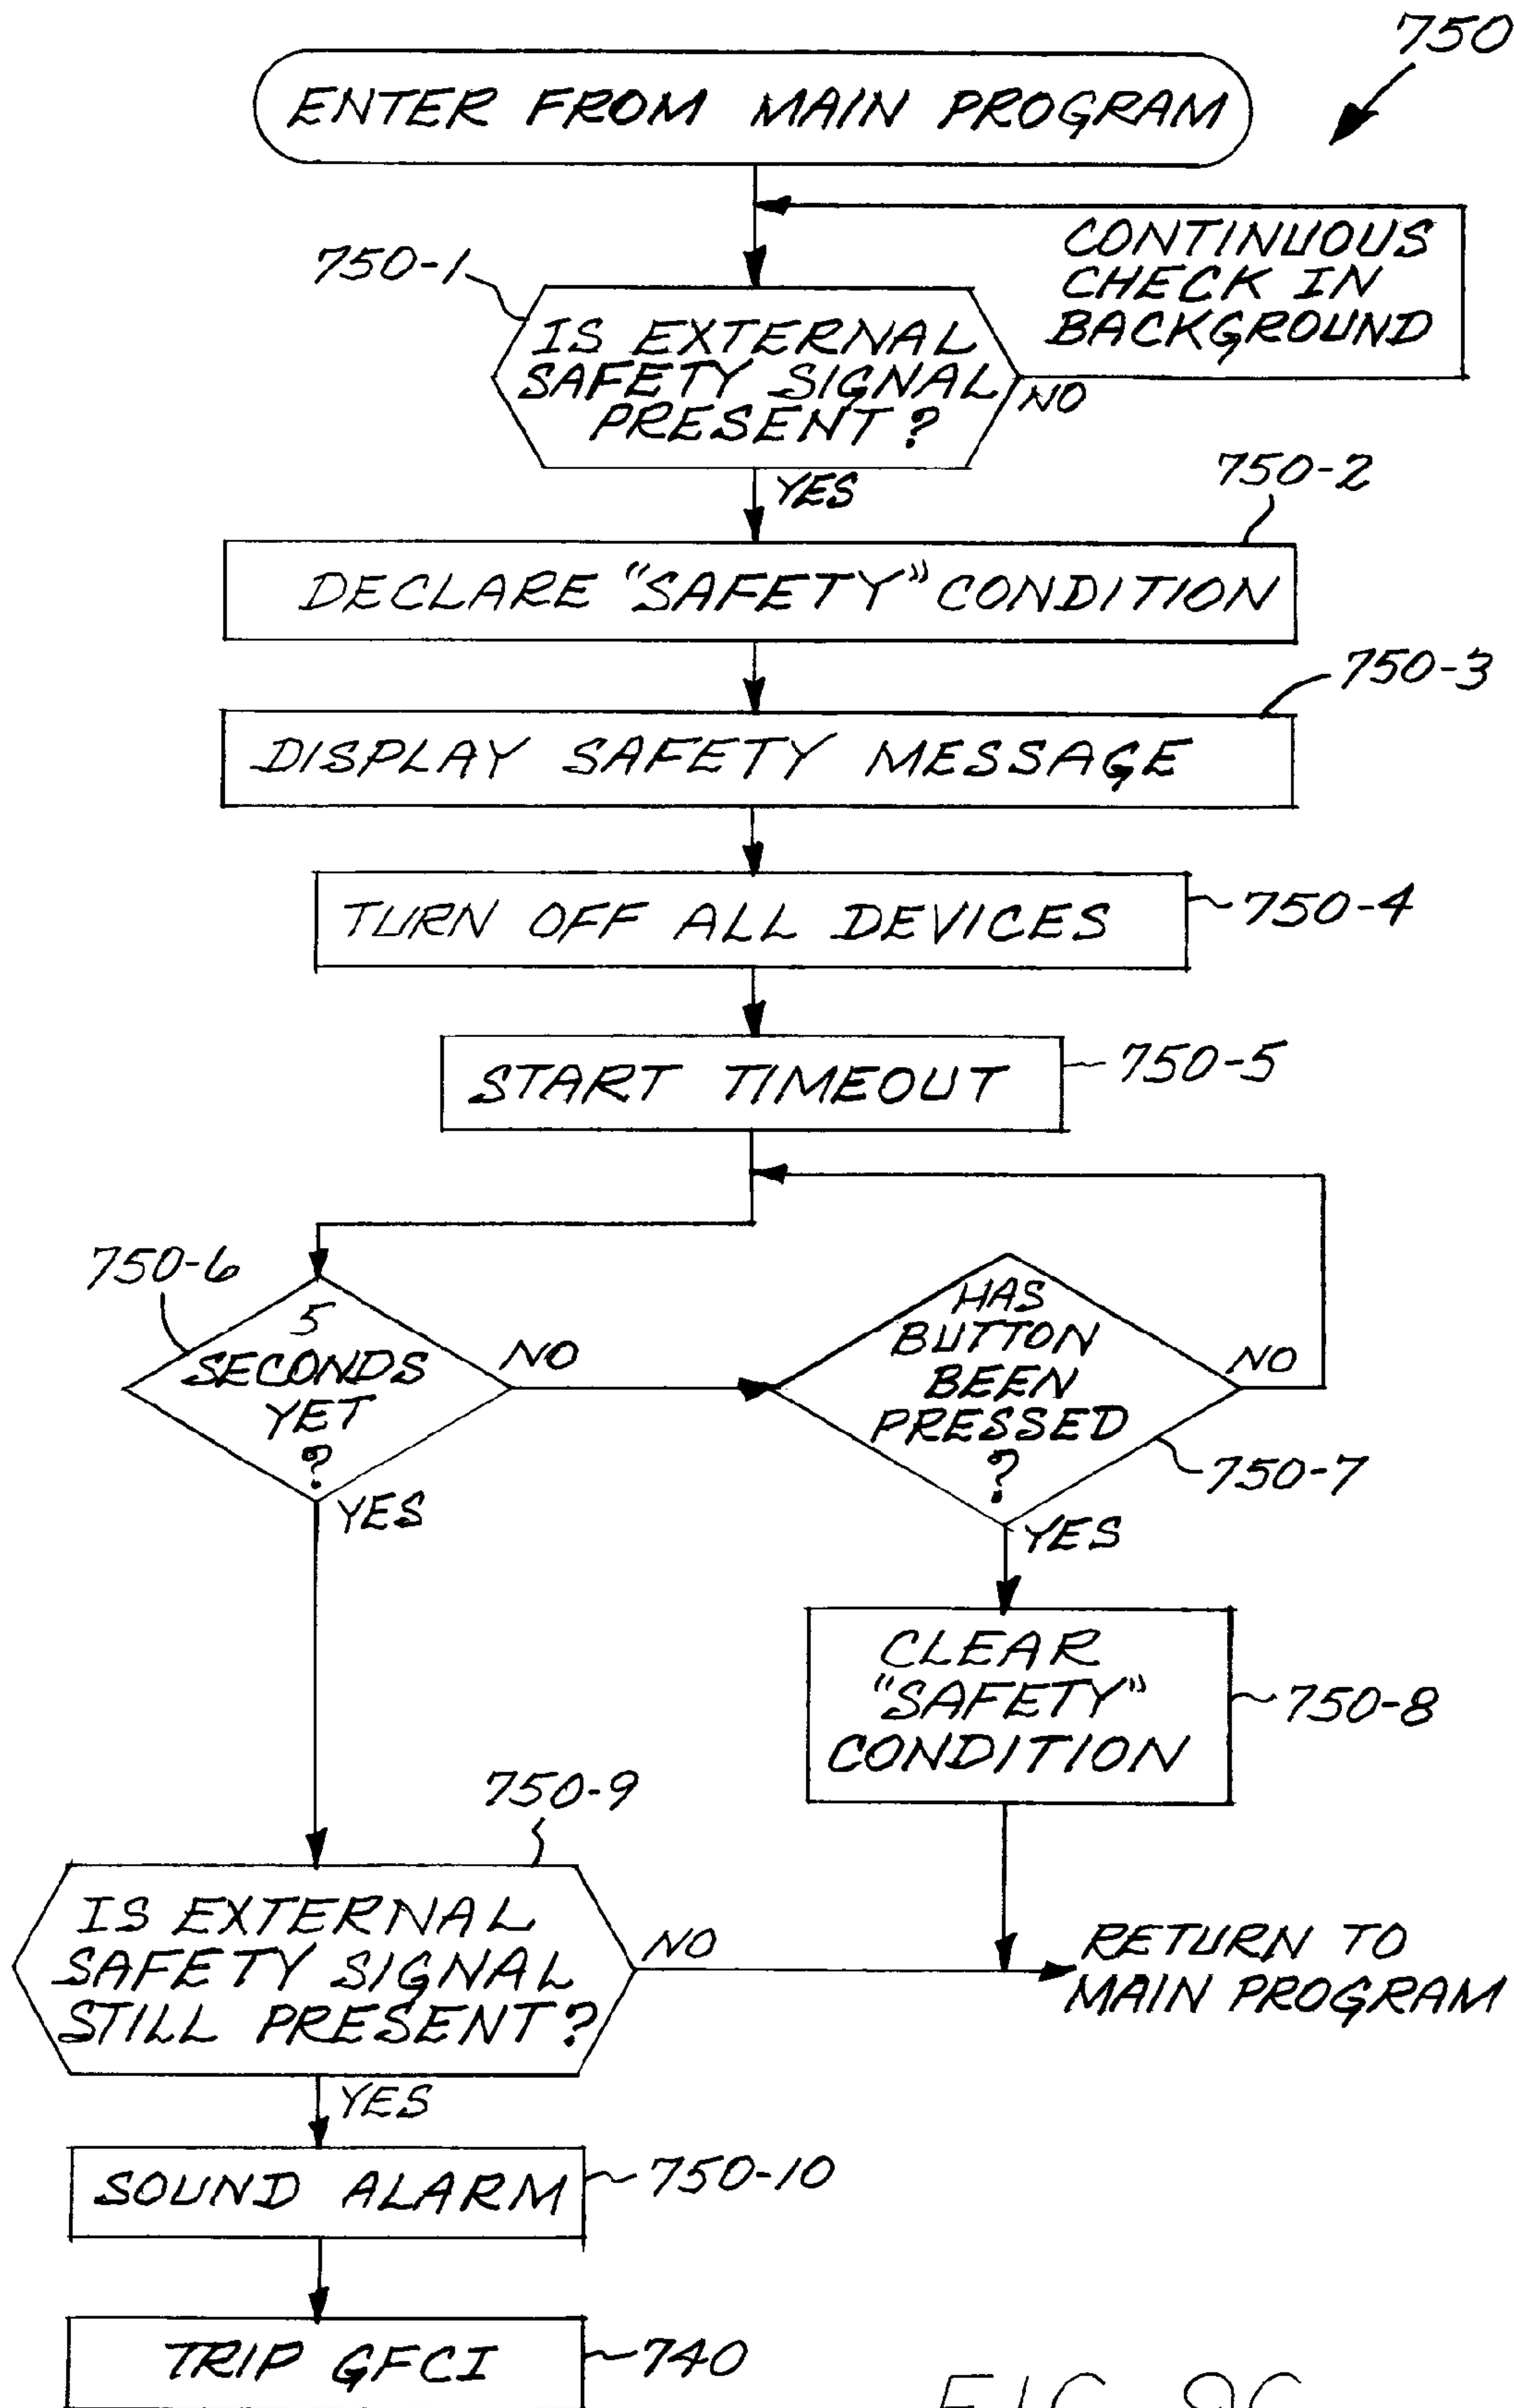 750
ENTER FROM MAIN PROGRAM
CONTINUOUS
CHECK IN
BACKGROUND
750-1
IS EXTERNAL
SAFETY SIGNAL
PRESENT?
NO
YES
750-2
DECLARE "SAFETY" CONDITION
750-3
DISPLAY SAFETY MESSAGE
TURN OFF ALL DEVICES
750-4
START TIMEOUT
750-5
750-6
5
SECONDS
YET
?
NO
YES
HAS
BUTTON
BEEN
PRESSED
?
NO
750-7
YES
CLEAR
"SAFETY"
CONDITION
750-8
750-9
IS EXTERNAL
SAFETY SIGNAL
STILL PRESENT?
NO
RETURN TO
MAIN PROGRAM
YES
SOUND ALARM
750-10
TRIP GFCI
740
FIG. 9C